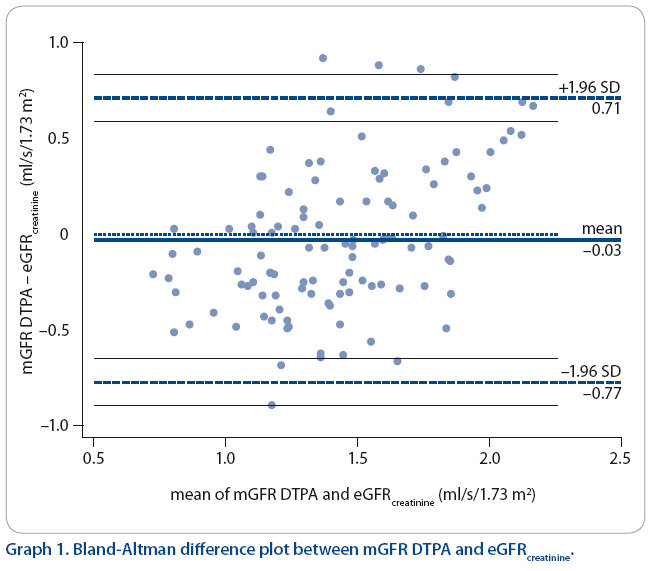 1.0
+1.96 SD
0.71
0.5
mean
0
−0.03
−0.5
−1.96 SD
−0.77
−1.0
0.5 1.0 1.5 2.0 2.5
mGFR DTPA – eGFRcreatinine (ml/s/1.73 m²)
mean of mGFR DTPA and eGFRcreatinine (ml/s/1.73 m²)
Graph 1. Bland-Altman difference plot between mGFR DTPA and eGFRcreatinine.